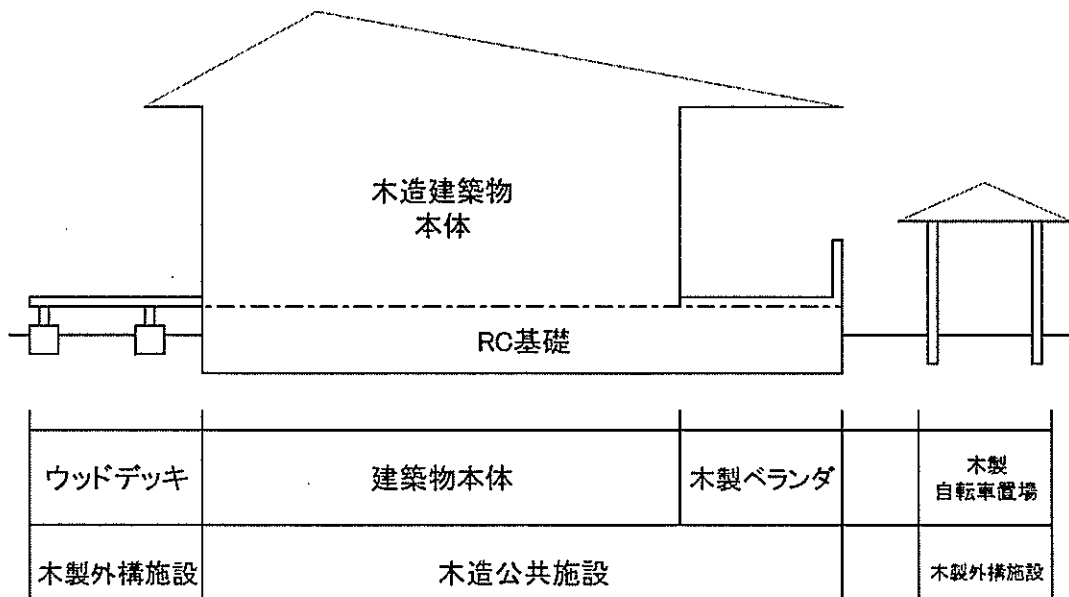 木造建築物
本体
RC基礎
ウッドデッキ
建築物本体
木製ベランダ
木製
自転車置場
木製外構施設
木造公共施設
木製外構施設